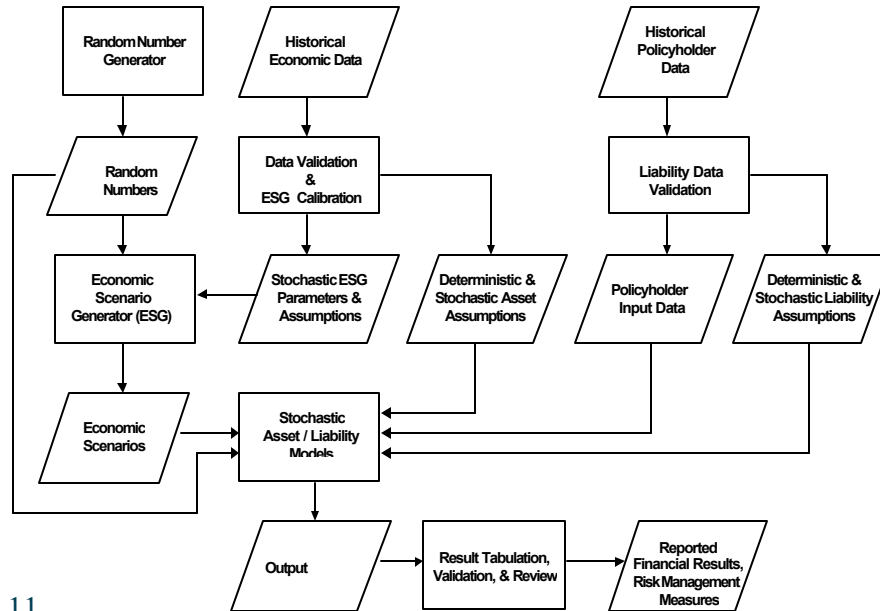 Random Number
Generator
Historical
Economic Data
Historical
Policyholder
Data
Random
Numbers
Data Validation
&
ESG Calibration
Liability Data
Validation
Economic
Scenario
Generator (ESG)
Stochastic ESG
Parameters &
Assumptions
Deterministic &
Stochastic Asset
Assumptions
Policyholder
Input Data
Deterministic &
Stochastic Liability
Assumptions
Economic
Scenarios
Stochastic
Asset / Liability
Models
Output
Result Tabulation,
Validation, & Review
Reported
Financial Results,
Risk Management
Measures
11